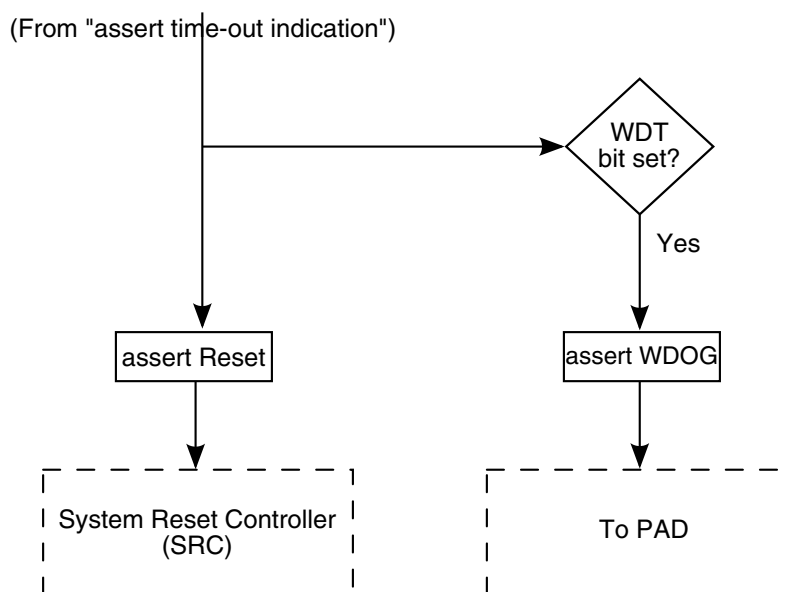 (From "assert time-out indication")
WDT
bit set?
Yes
assert Reset
assert WDOG
System Reset Controller
(SRC)
To PAD